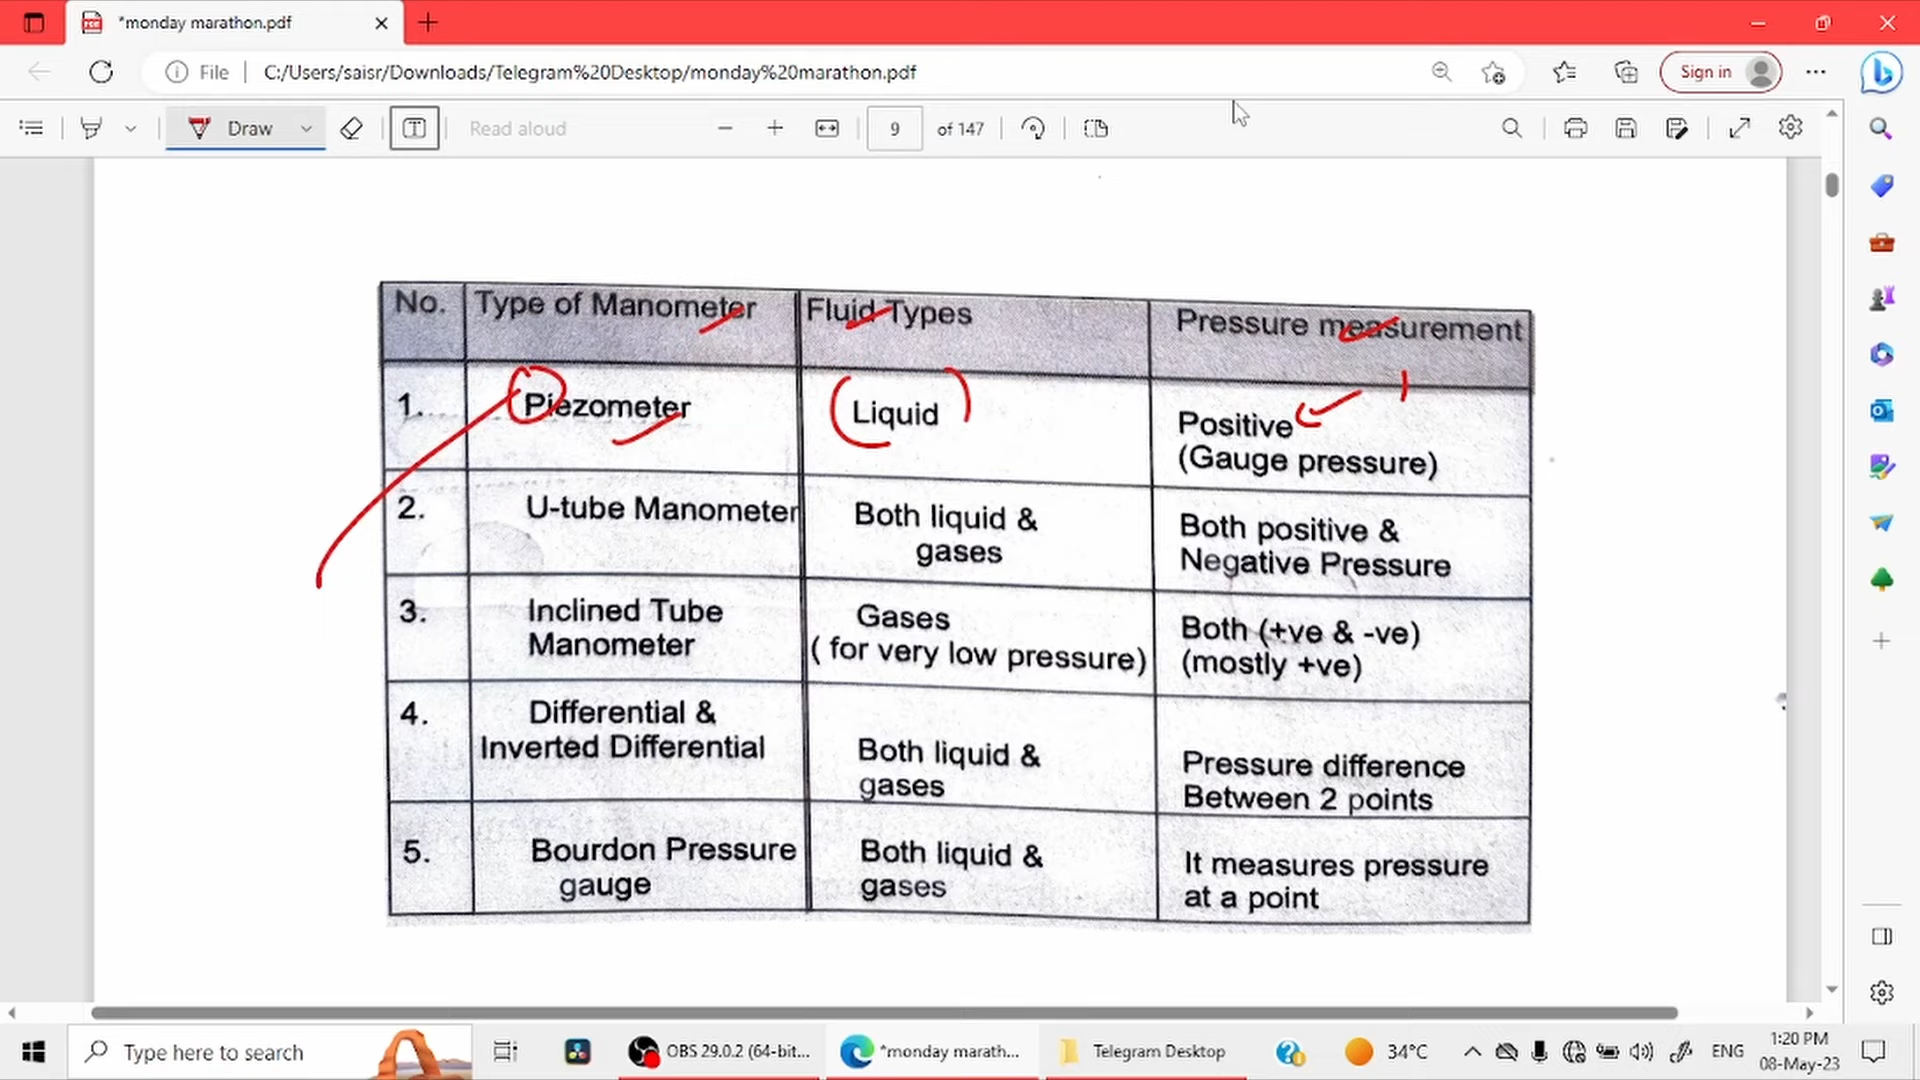 *monday marathon.pdf
File
C:/Users/saisr/Downloads/Telegram%20Desktop/monday%20marathon.pdf
Sign in
Draw
Read aloud
9
of 147
No.
Type of Manometer
Fluid Types
Pressure measurement
1.
Piezometer
Liquid
Positive
(Gauge pressure)
2.
U-tube Manometer
Both liquid &
gases
Both positive &
Negative Pressure
3.
Inclined Tube
Manometer
Gases
( for very low pressure)
Both (+ve & -ve)
(mostly +ve)
4.
Differential &
Inverted Differential
Both liquid &
gases
Pressure difference
Between 2 points
5.
Bourdon Pressure
gauge
Both liquid &
gases
It measures pressure
at a point
Type here to search
OBS 29.0.2 (64-bit...
*monday marath...
Telegram Desktop
34°C
ENG
1:20 PM
08-May-23